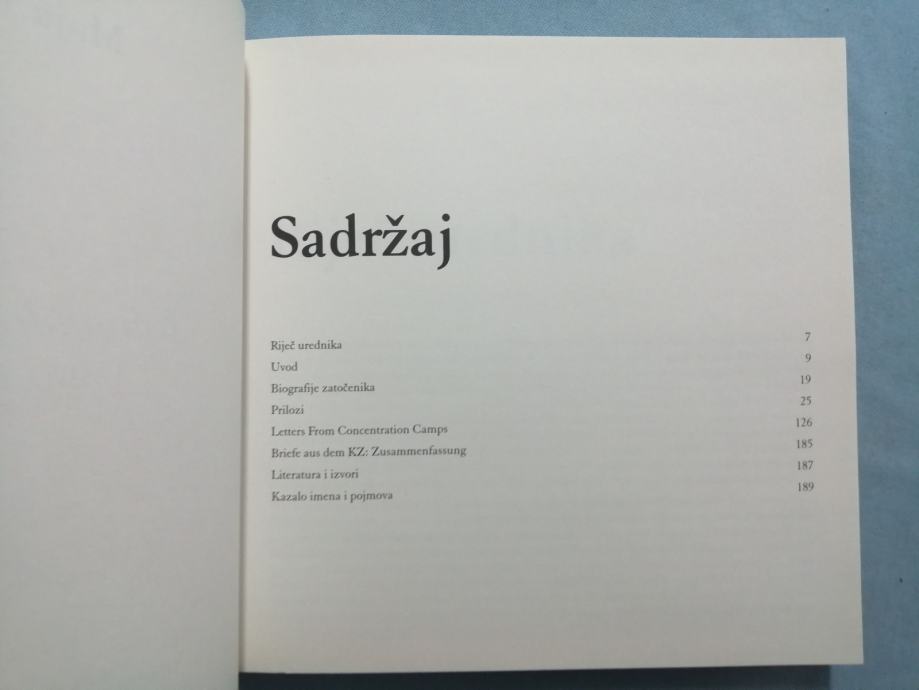 Sadržaj
Riječ urednika 7
Uvod 9
Biografije zatočenika 19
Prilozi 25
Letters From Concentration Camps 126
Briefe aus dem KZ: Zusammenfassung 185
Literatura i izvori 187
Kazalo imena i pojmova 189